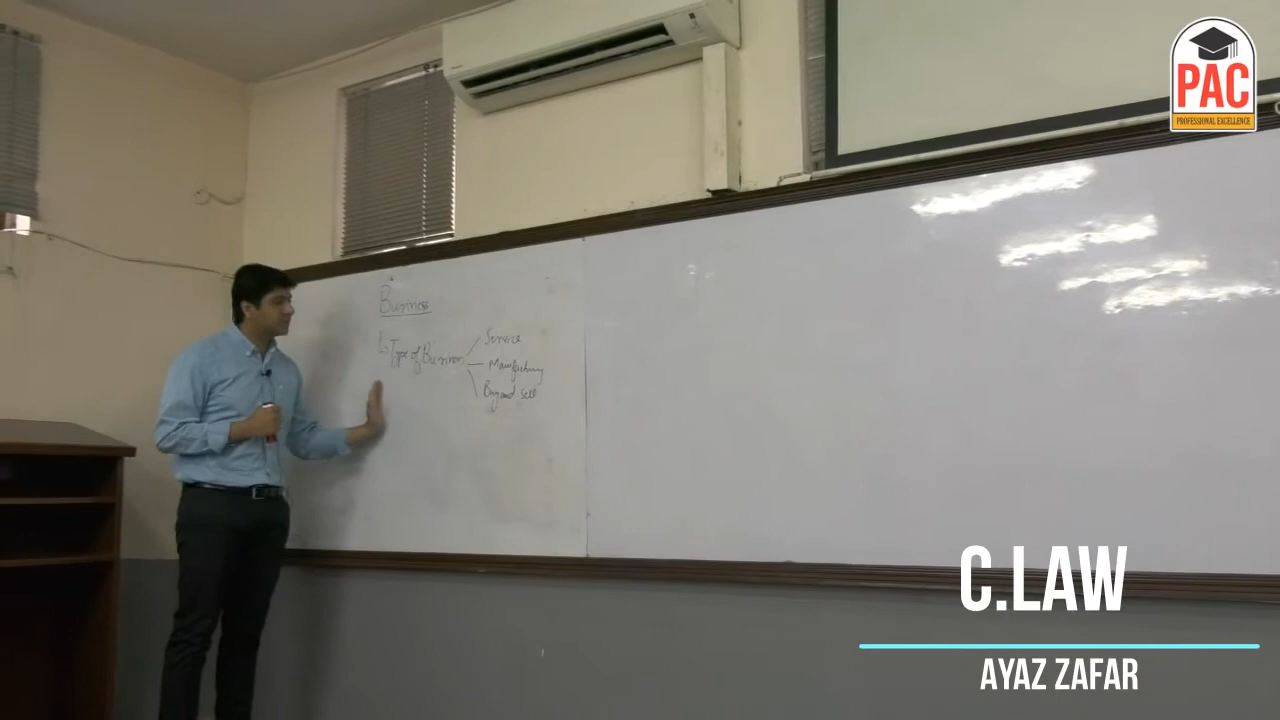 PAC
PROFESSIONAL EXCELLENCE
Business
Type of Business
Service
Manufacturing
Buy and sell
C.LAW
AYAZ ZAFAR